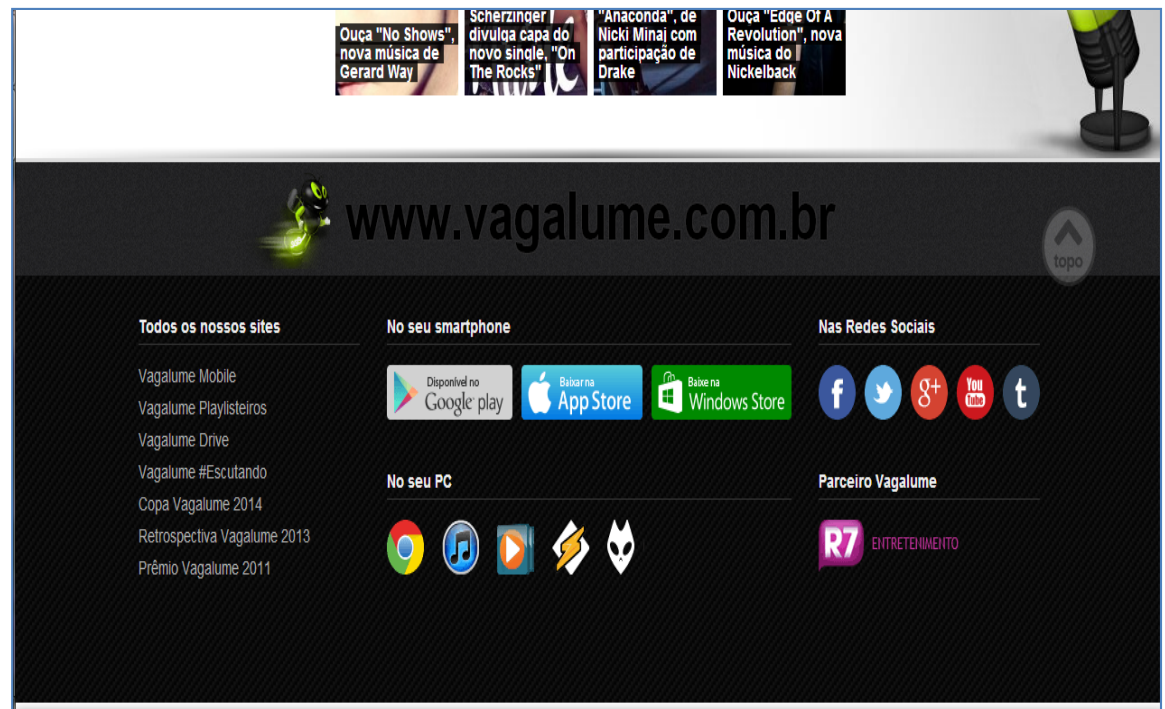 Ouça "No Shows",
nova música de
Gerard Way
Scherzinger
divulga capa do
novo single, "On
The Rocks"
"Anaconda", de
Nicki Minaj com
participação de
Drake
Ouça "Edge Of A
Revolution", nova
música do
Nickelback
www.vagalume.com.br
topo
Todos os nossos sites
Vagalume Mobile
Vagalume Playlisteiros
Vagalume Drive
Vagalume #Escutando
Copa Vagalume 2014
Retrospectiva Vagalume 2013
Prêmio Vagalume 2011
No seu smartphone
Disponível no
Google play
Baixar na
App Store
Baixe na
Windows Store
No seu PC
Nas Redes Sociais
f
g+
You
Tube
t
Parceiro Vagalume
R7 ENTRETENIMENTO